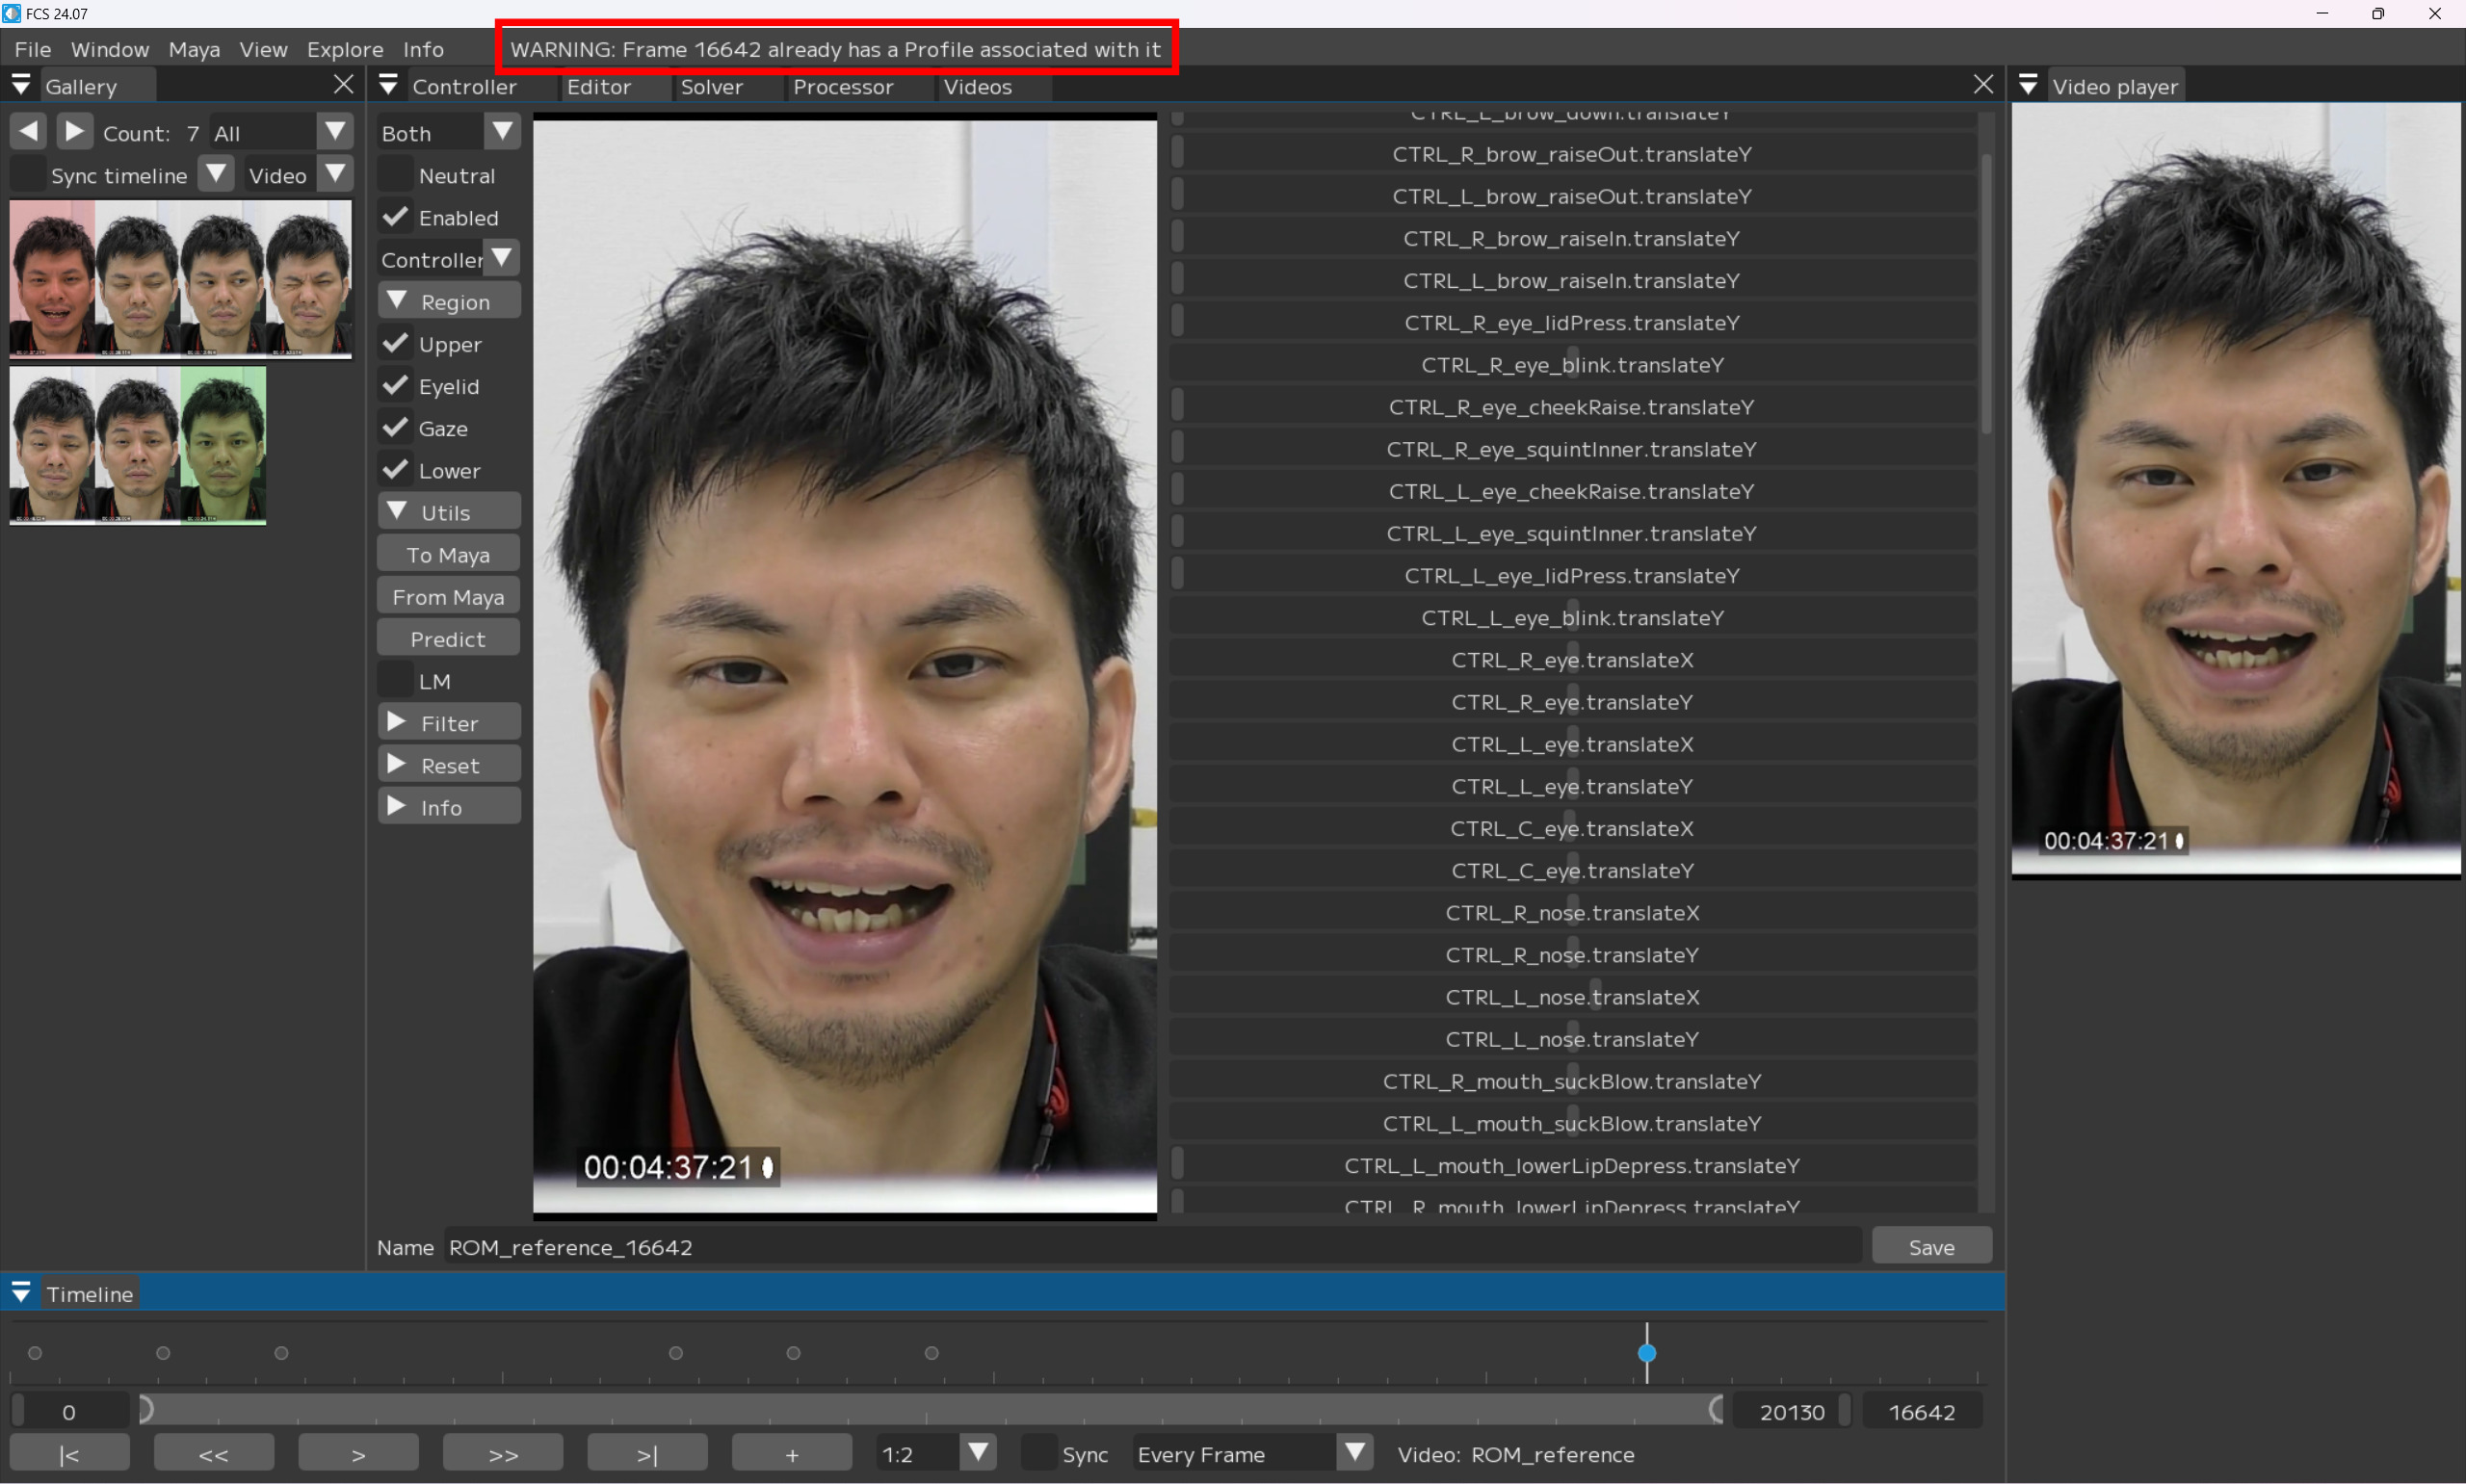 FCS 24.07
File Window Maya View Explore Info
WARNING: Frame 16642 already has a Profile associated with it
Gallery
Controller Editor Solver Processor Videos
Video player
Count: 7 All
Sync timeline Video
Both
Neutral
Enabled
Controller
Region
Upper
Eyelid
Gaze
Lower
Utils
To Maya
From Maya
Predict
LM
Filter
Reset
Info
00:04:37:21
CTRL_L_brow_down.translateY
CTRL_R_brow_raiseOut.translateY
CTRL_L_brow_raiseOut.translateY
CTRL_R_brow_raiseIn.translateY
CTRL_L_brow_raiseIn.translateY
CTRL_R_eye_lidPress.translateY
CTRL_R_eye_blink.translateY
CTRL_R_eye_cheekRaise.translateY
CTRL_R_eye_squintInner.translateY
CTRL_L_eye_cheekRaise.translateY
CTRL_L_eye_squintInner.translateY
CTRL_L_eye_lidPress.translateY
CTRL_L_eye_blink.translateY
CTRL_R_eye.translateX
CTRL_R_eye.translateY
CTRL_L_eye.translateX
CTRL_L_eye.translateY
CTRL_C_eye.translateX
CTRL_C_eye.translateY
CTRL_R_nose.translateX
CTRL_R_nose.translateY
CTRL_L_nose.translateX
CTRL_L_nose.translateY
CTRL_R_mouth_suckBlow.translateY
CTRL_L_mouth_suckBlow.translateY
CTRL_L_mouth_lowerLipDepress.translateY
CTRL_R_mouth_lowerLipDepress.translateY
00:04:37:21
Name ROM_reference_16642
Save
Timeline
0
20130
16642
|< << > >> >| + 1:2 Sync Every Frame Video: ROM_reference